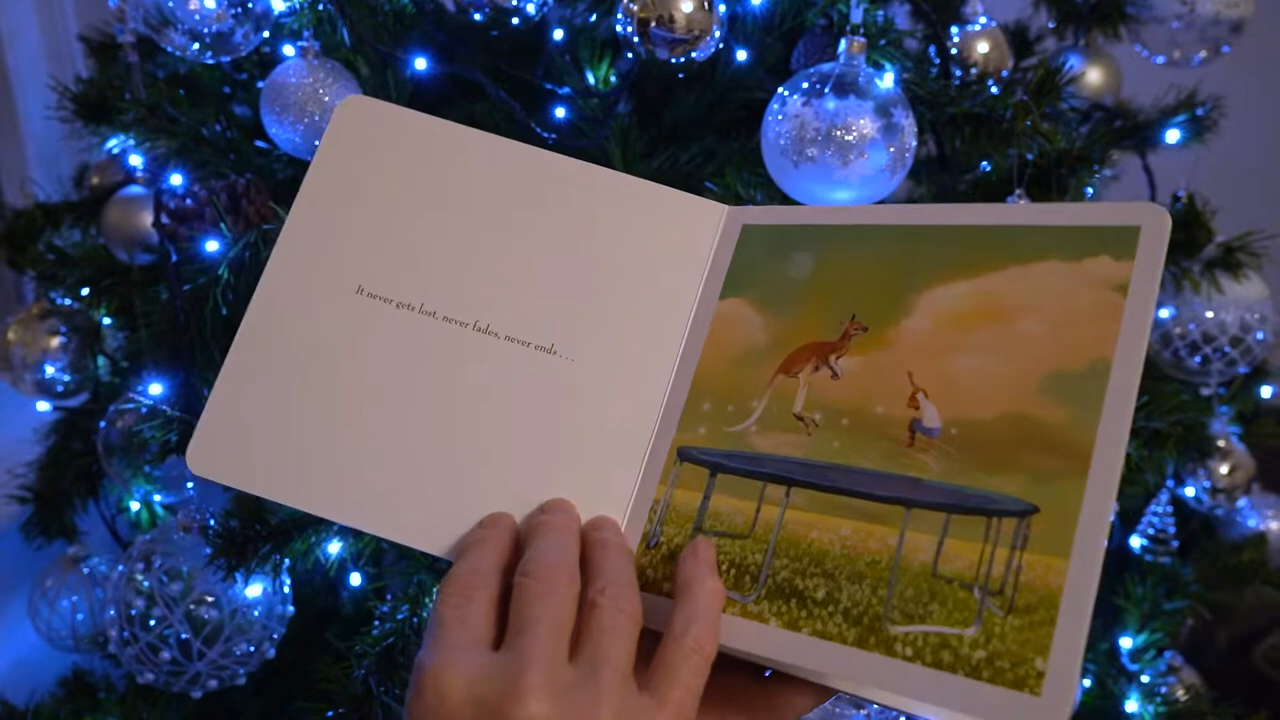 It never gets lost, never fades, never ends . . .